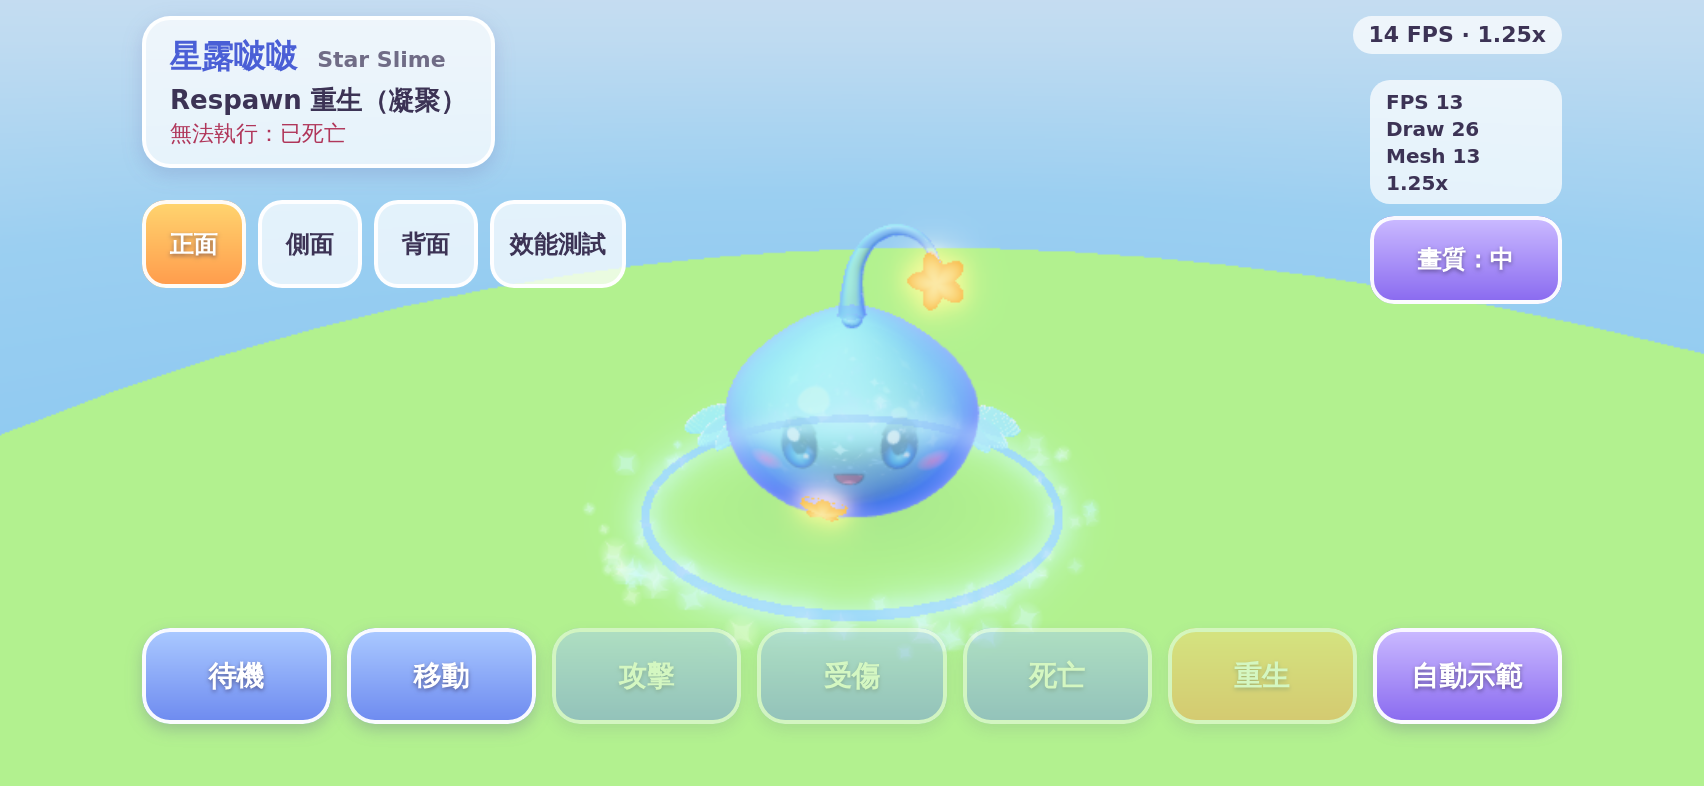 星露啵啵 Star Slime
Respawn 重生（凝聚）
無法執行：已死亡
14 FPS · 1.25x
FPS 13
Draw 26
Mesh 13
1.25x
正面 側面 背面 效能測試
畫質：中
待機 移動 攻擊 受傷 死亡 重生 自動示範